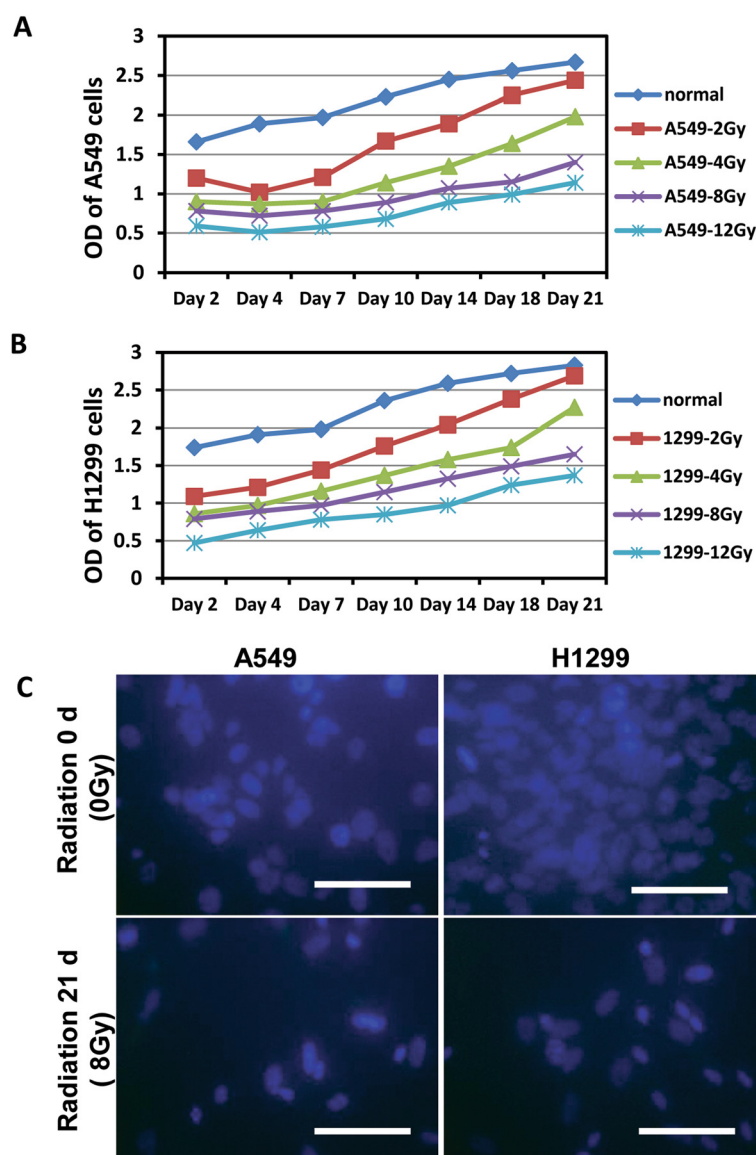 A
OD of A549 cells
3
2.5
2
1.5
1
0.5
0
Day 2 Day 4 Day 7 Day 10 Day 14 Day 18 Day 21
normal
A549-2Gy
A549-4Gy
A549-8Gy
A549-12Gy
B
OD of H1299 cells
3
2.5
2
1.5
1
0.5
0
Day 2 Day 4 Day 7 Day 10 Day 14 Day 18 Day 21
normal
1299-2Gy
1299-4Gy
1299-8Gy
1299-12Gy
C
A549 H1299
Radiation 0 d
(0Gy)
Radiation 21 d
( 8Gy)